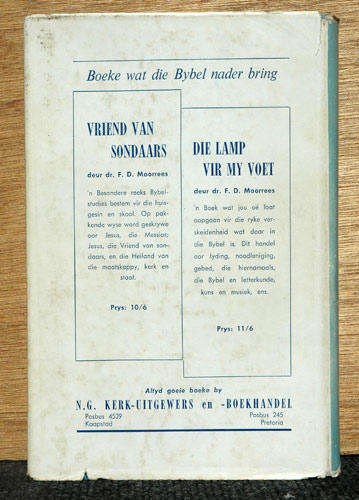 Boeke wat die Bybel nader bring
VRIEND VAN
SONDAARS
deur dr. F. D. Moorrees
'n Besondere reeks Bybel-
studies bestem vir die huis-
gesin en skool. Op pak-
kende wyse word geskrywe
oor Jesus, die Messias;
Jesus, die Vriend van son-
daars, en die Heiland van
die maatskappy, kerk en
staat.
Prys: 10/6
DIE LAMP
VIR MY VOET
deur dr. F. D. Moorrees
'n Boek wat jou oë laat
oopgaan vir die ryke ver-
skeidenheid wat daar in
die Bybel is. Dit handel
oor lyding, noodleniging,
gebed, die hiernamaals,
die Bybel en letterkunde,
kuns en musiek, ens.
Prys: 11/6
Altyd goeie boeke by
N.G. KERK-UITGEWERS en -BOEKHANDEL
Posbus 4539
Kaapstad
Posbus 245
Pretoria